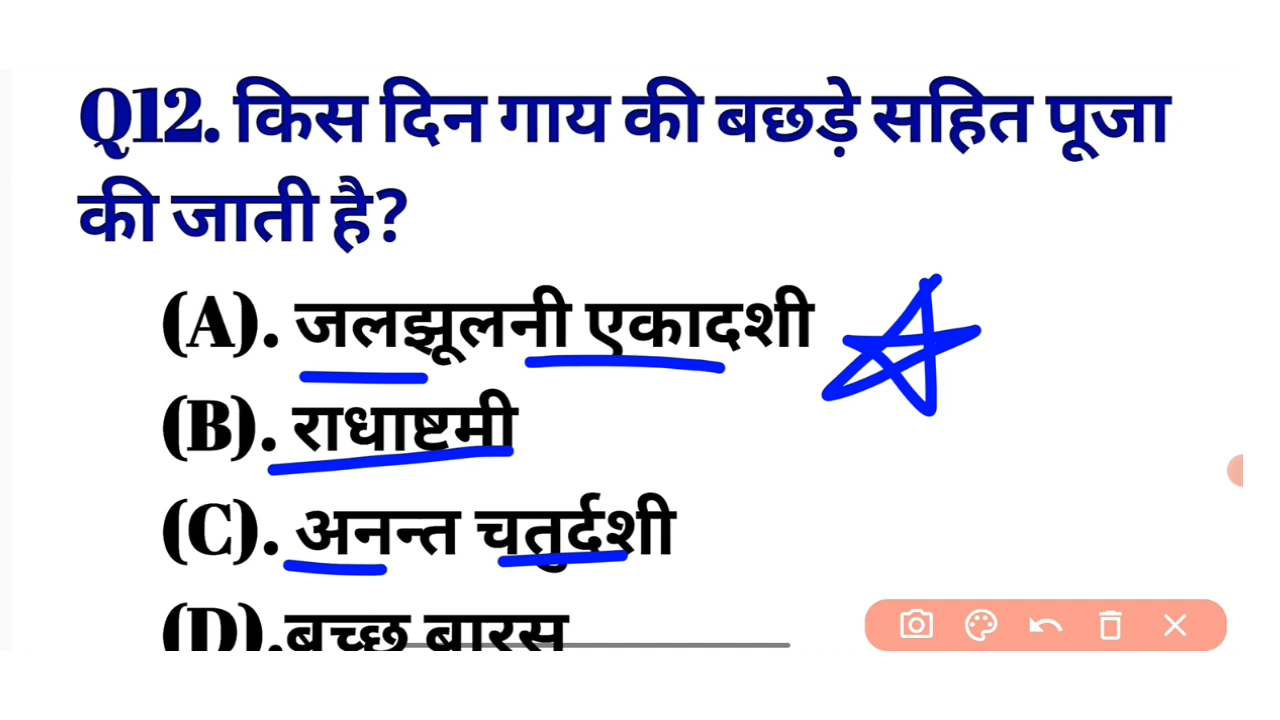 Q12. किस दिन गाय की बछड़े सहित पूजा
की जाती है?
(A). जलझूलनी एकादशी
(B). राधाष्टमी
(C). अनन्त चतुर्दशी
(D).बच्छ बारस